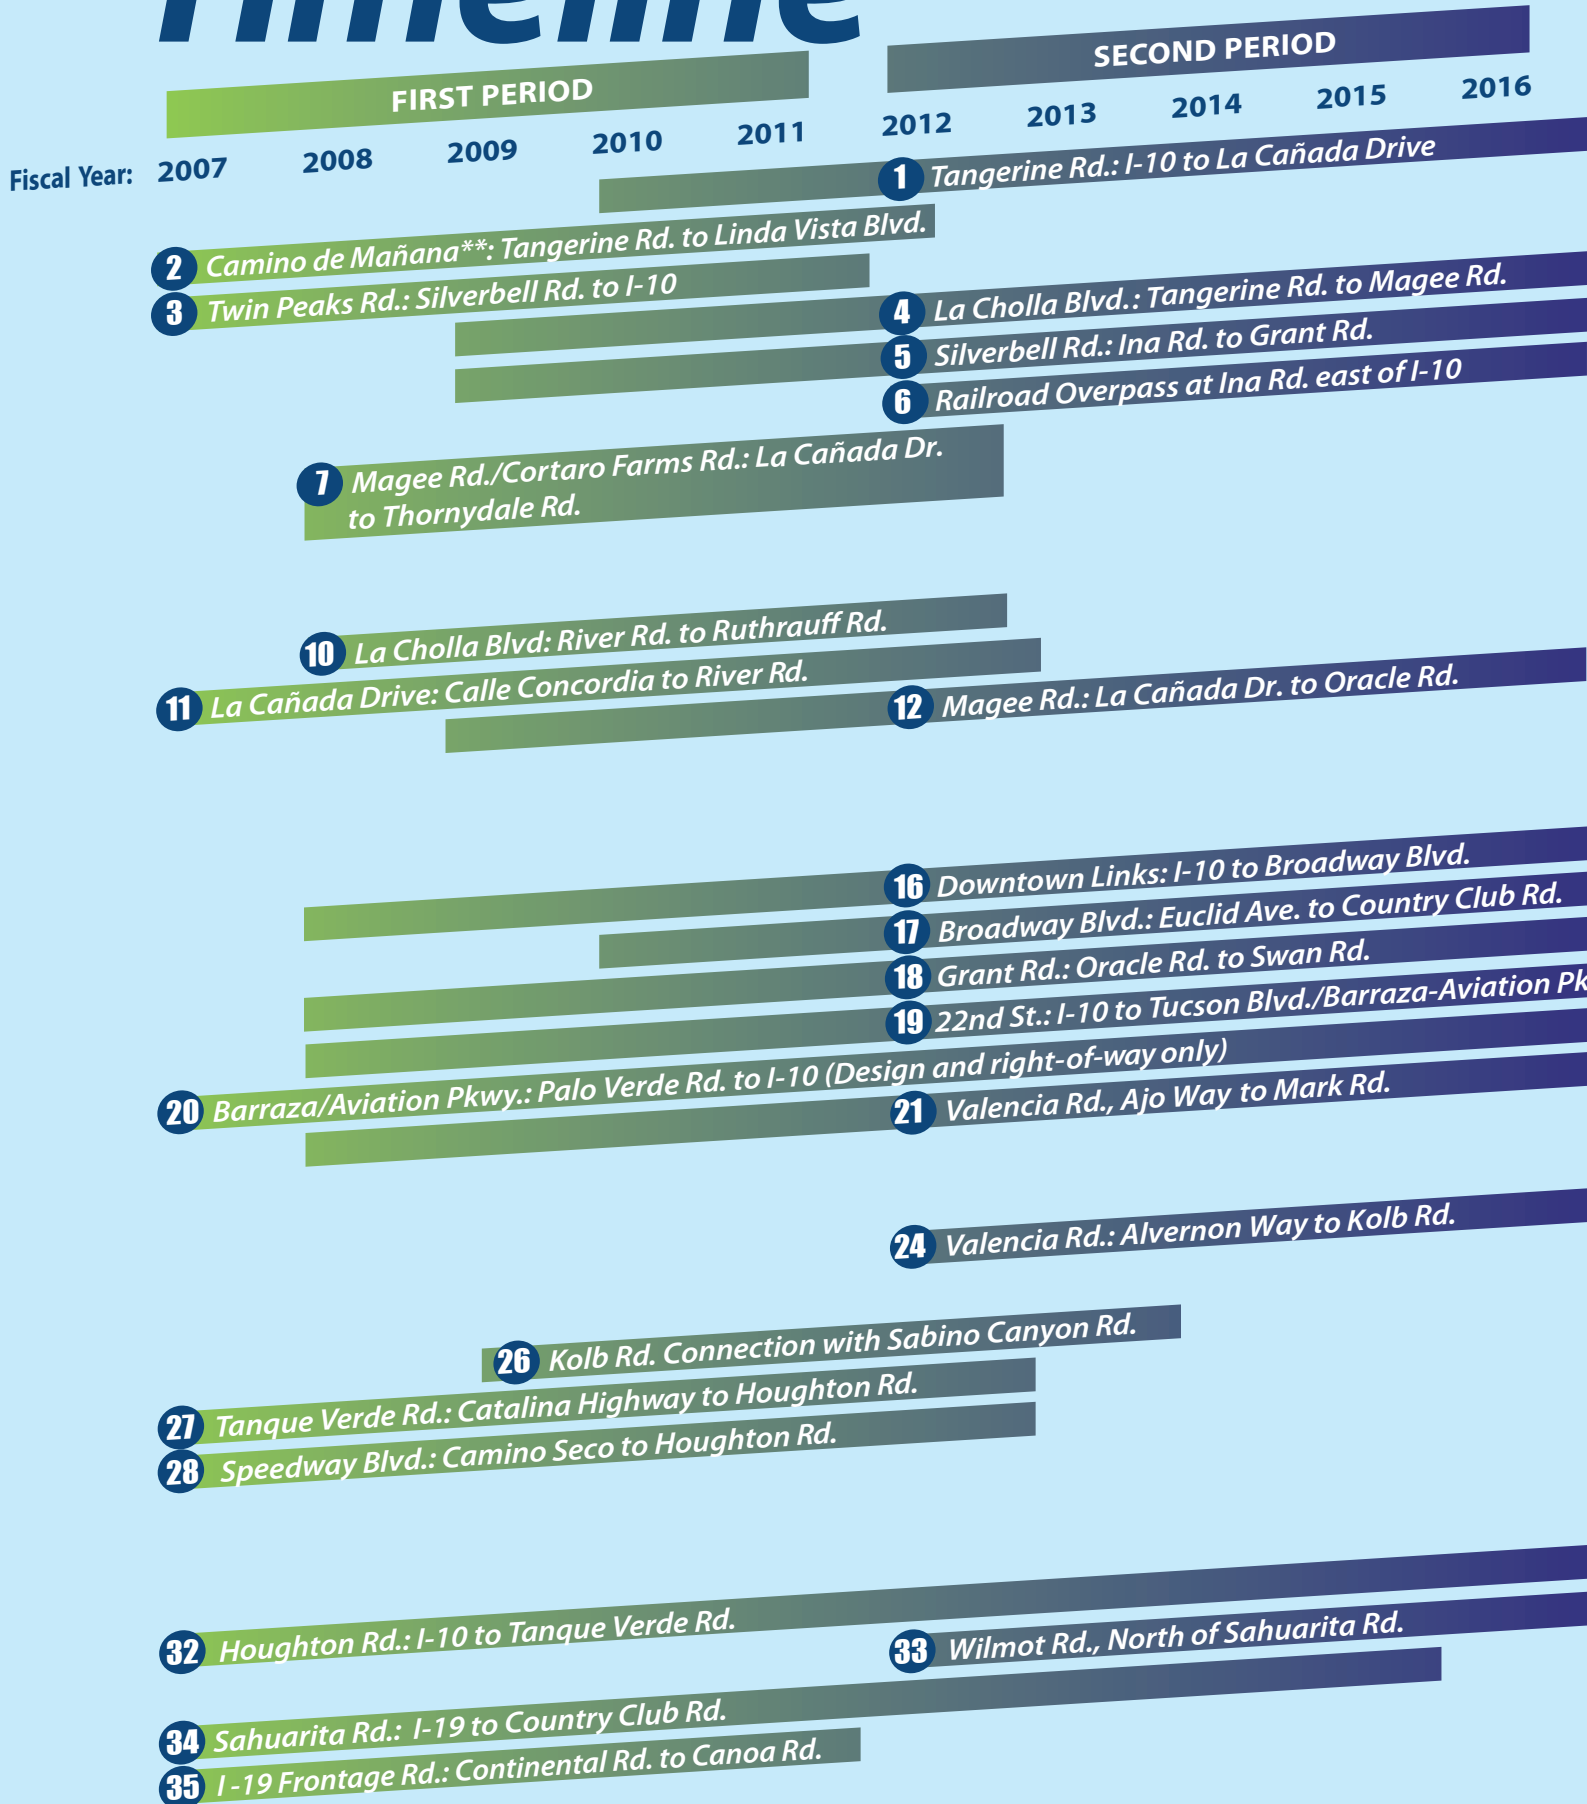 Timeline
FIRST PERIOD
SECOND PERIOD
Fiscal Year: 2007 2008 2009 2010 2011 2012 2013 2014 2015 2016
1 Tangerine Rd.: I-10 to La Cañada Drive
2 Camino de Mañana**: Tangerine Rd. to Linda Vista Blvd.
3 Twin Peaks Rd.: Silverbell Rd. to I-10
4 La Cholla Blvd.: Tangerine Rd. to Magee Rd.
5 Silverbell Rd.: Ina Rd. to Grant Rd.
6 Railroad Overpass at Ina Rd. east of I-10
7 Magee Rd./Cortaro Farms Rd.: La Cañada Dr.
to Thornydale Rd.
10 La Cholla Blvd: River Rd. to Ruthrauff Rd.
11 La Cañada Drive: Calle Concordia to River Rd.
12 Magee Rd.: La Cañada Dr. to Oracle Rd.
16 Downtown Links: I-10 to Broadway Blvd.
17 Broadway Blvd.: Euclid Ave. to Country Club Rd.
18 Grant Rd.: Oracle Rd. to Swan Rd.
19 22nd St.: I-10 to Tucson Blvd./Barraza-Aviation Pk
20 Barraza/Aviation Pkwy.: Palo Verde Rd. to I-10 (Design and right-of-way only)
21 Valencia Rd., Ajo Way to Mark Rd.
24 Valencia Rd.: Alvernon Way to Kolb Rd.
26 Kolb Rd. Connection with Sabino Canyon Rd.
27 Tanque Verde Rd.: Catalina Highway to Houghton Rd.
28 Speedway Blvd.: Camino Seco to Houghton Rd.
32 Houghton Rd.: I-10 to Tanque Verde Rd.
33 Wilmot Rd., North of Sahuarita Rd.
34 Sahuarita Rd.: I-19 to Country Club Rd.
35 I -19 Frontage Rd.: Continental Rd. to Canoa Rd.